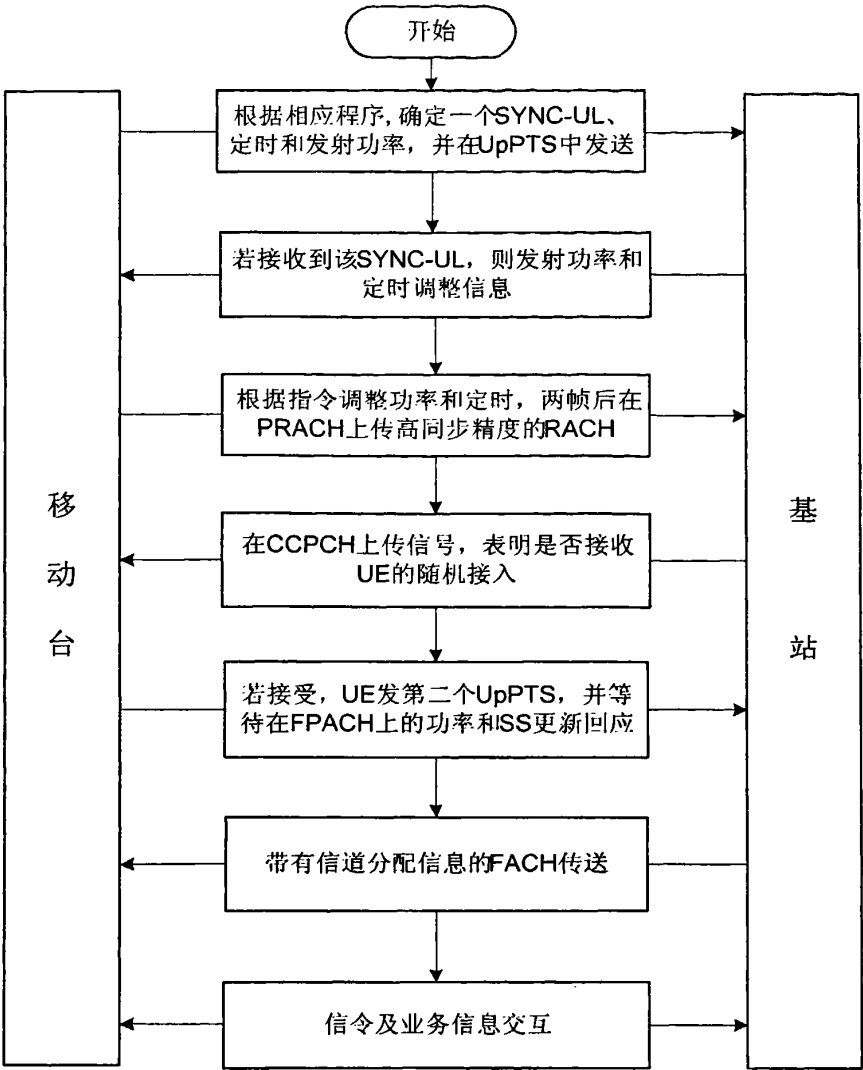 开始
根据相应程序,确定一个SYNC-UL、
定时和发射功率，并在UpPTS中发送
若接收到该SYNC-UL，则发射功率和
定时调整信息
根据指令调整功率和定时，两帧后在
PRACH上传高同步精度的RACH
在CCPCH上传信号，表明是否接收
UE的随机接入
若接受，UE发第二个UpPTS，并等
待在FPACH上的功率和SS更新回应
带有信道分配信息的FACH传送
信令及业务信息交互
移
动
台
基
站